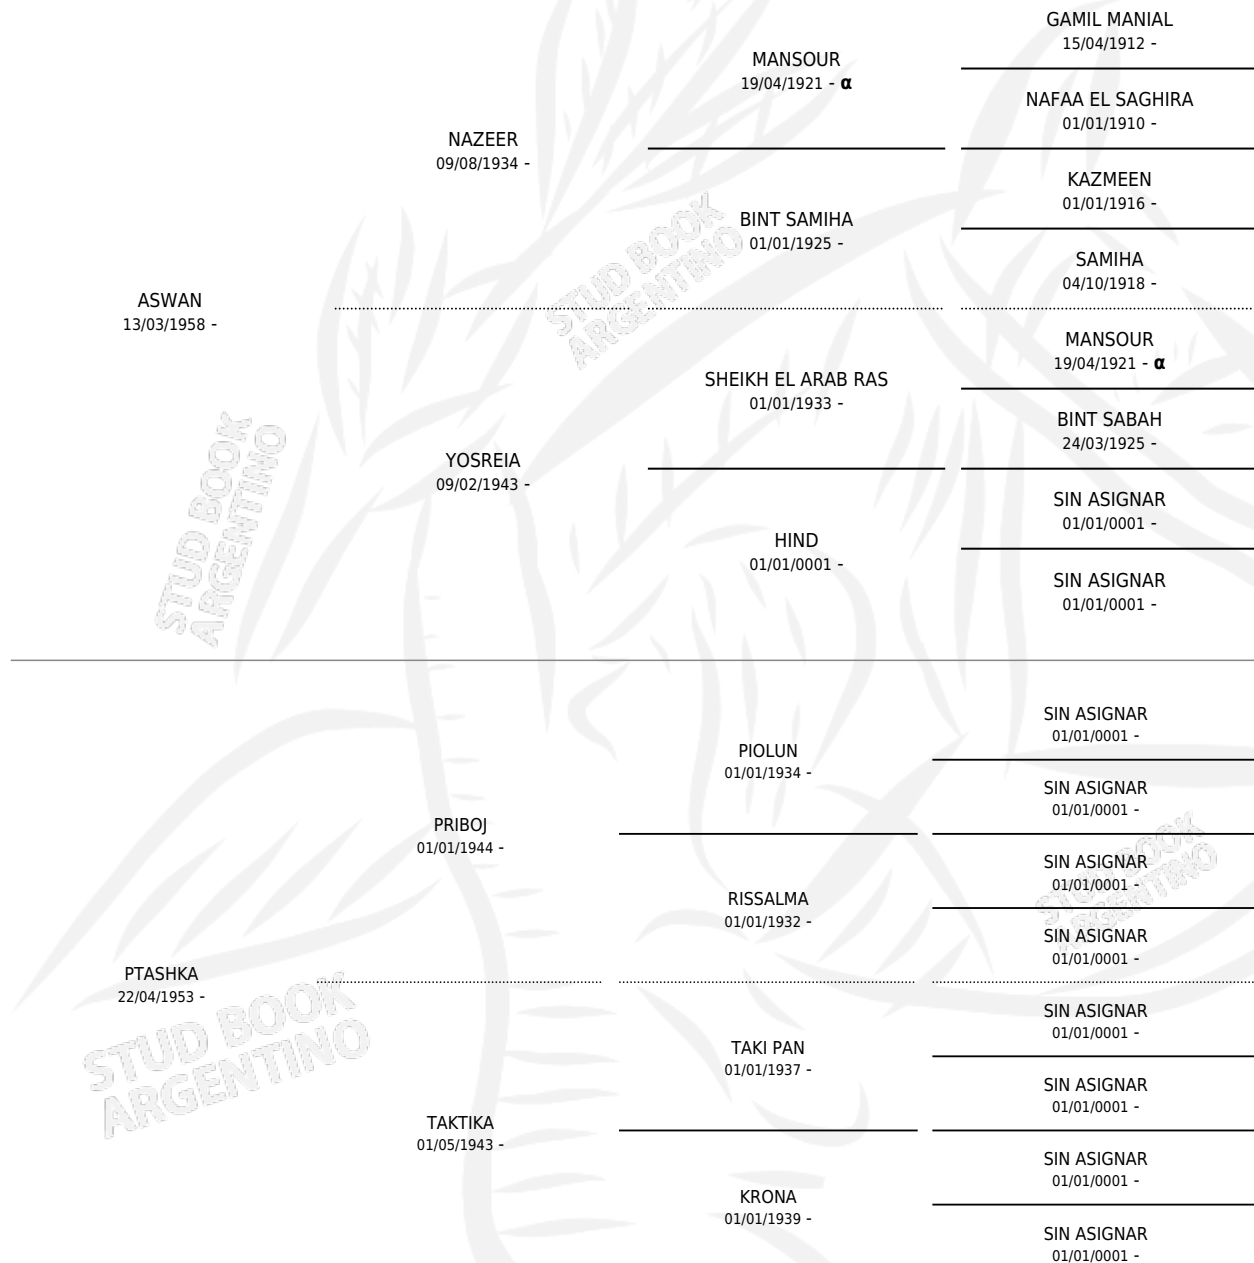 GAMIL MANIAL
15/04/1912 -
MANSOUR
19/04/1921 - α
NAFAA EL SAGHIRA
01/01/1910 -
NAZEER
09/08/1934 -
KAZMEEN
01/01/1916 -
BINT SAMIHA
01/01/1925 -
SAMIHA
04/10/1918 -
ASWAN
13/03/1958 -
MANSOUR
19/04/1921 - α
SHEIKH EL ARAB RAS
01/01/1933 -
BINT SABAH
24/03/1925 -
YOSREIA
09/02/1943 -
SIN ASIGNAR
01/01/0001 -
HIND
01/01/0001 -
SIN ASIGNAR
01/01/0001 -
SIN ASIGNAR
01/01/0001 -
PIOLUN
01/01/1934 -
SIN ASIGNAR
01/01/0001 -
PRIBOJ
01/01/1944 -
SIN ASIGNAR
01/01/0001 -
RISSALMA
01/01/1932 -
SIN ASIGNAR
01/01/0001 -
PTASHKA
22/04/1953 -
SIN ASIGNAR
01/01/0001 -
TAKI PAN
01/01/1937 -
SIN ASIGNAR
01/01/0001 -
TAKTIKA
01/05/1943 -
SIN ASIGNAR
01/01/0001 -
KRONA
01/01/1939 -
SIN ASIGNAR
01/01/0001 -
STUD BOOK
ARGENTINO
STUD BOOK
ARGENTINO
STUD BOOK
ARGENTINO
STUD BOOK
ARGENTINO